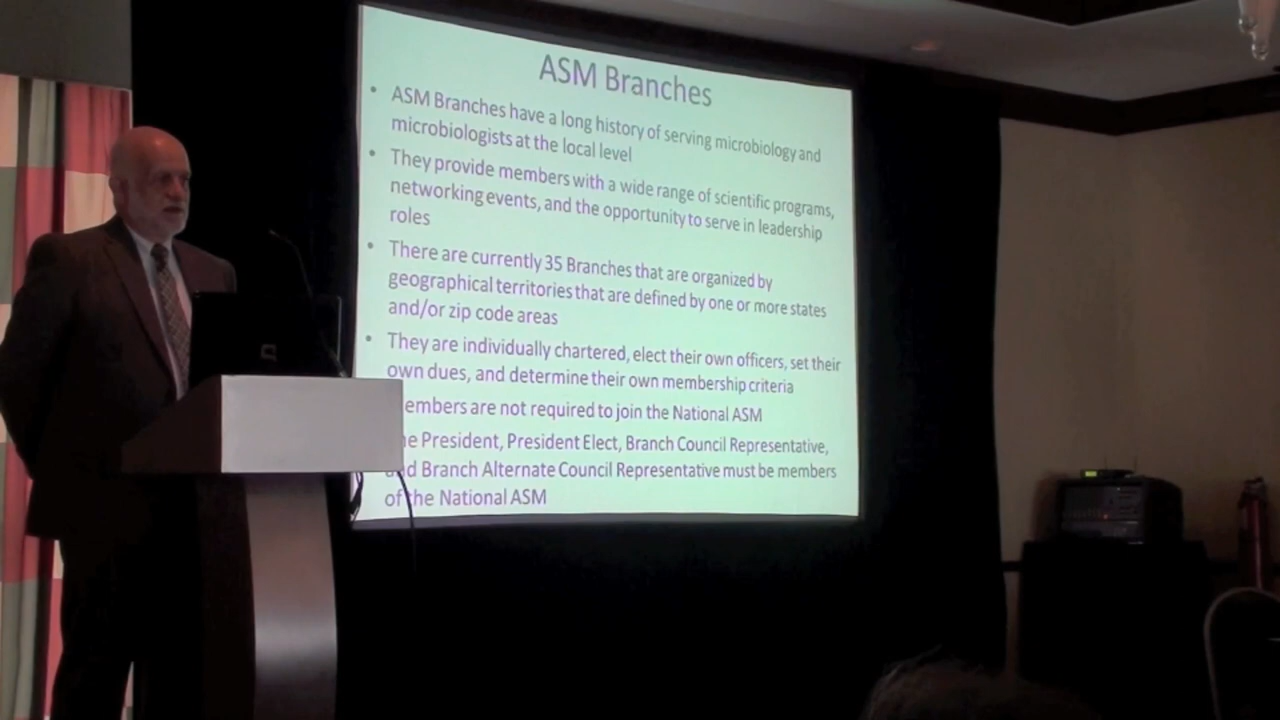 ASM Branches
• ASM Branches have a long history of serving microbiology and
microbiologists at the local level
• They provide members with a wide range of scientific programs,
networking events, and the opportunity to serve in leadership
roles
• There are currently 35 Branches that are organized by
geographical territories that are defined by one or more states
and/or zip code areas
• They are individually chartered, elect their own officers, set their
own dues, and determine their own membership criteria
embers are not required to join the National ASM
e President, President Elect, Branch Council Representative,
and Branch Alternate Council Representative must be members
of the National ASM